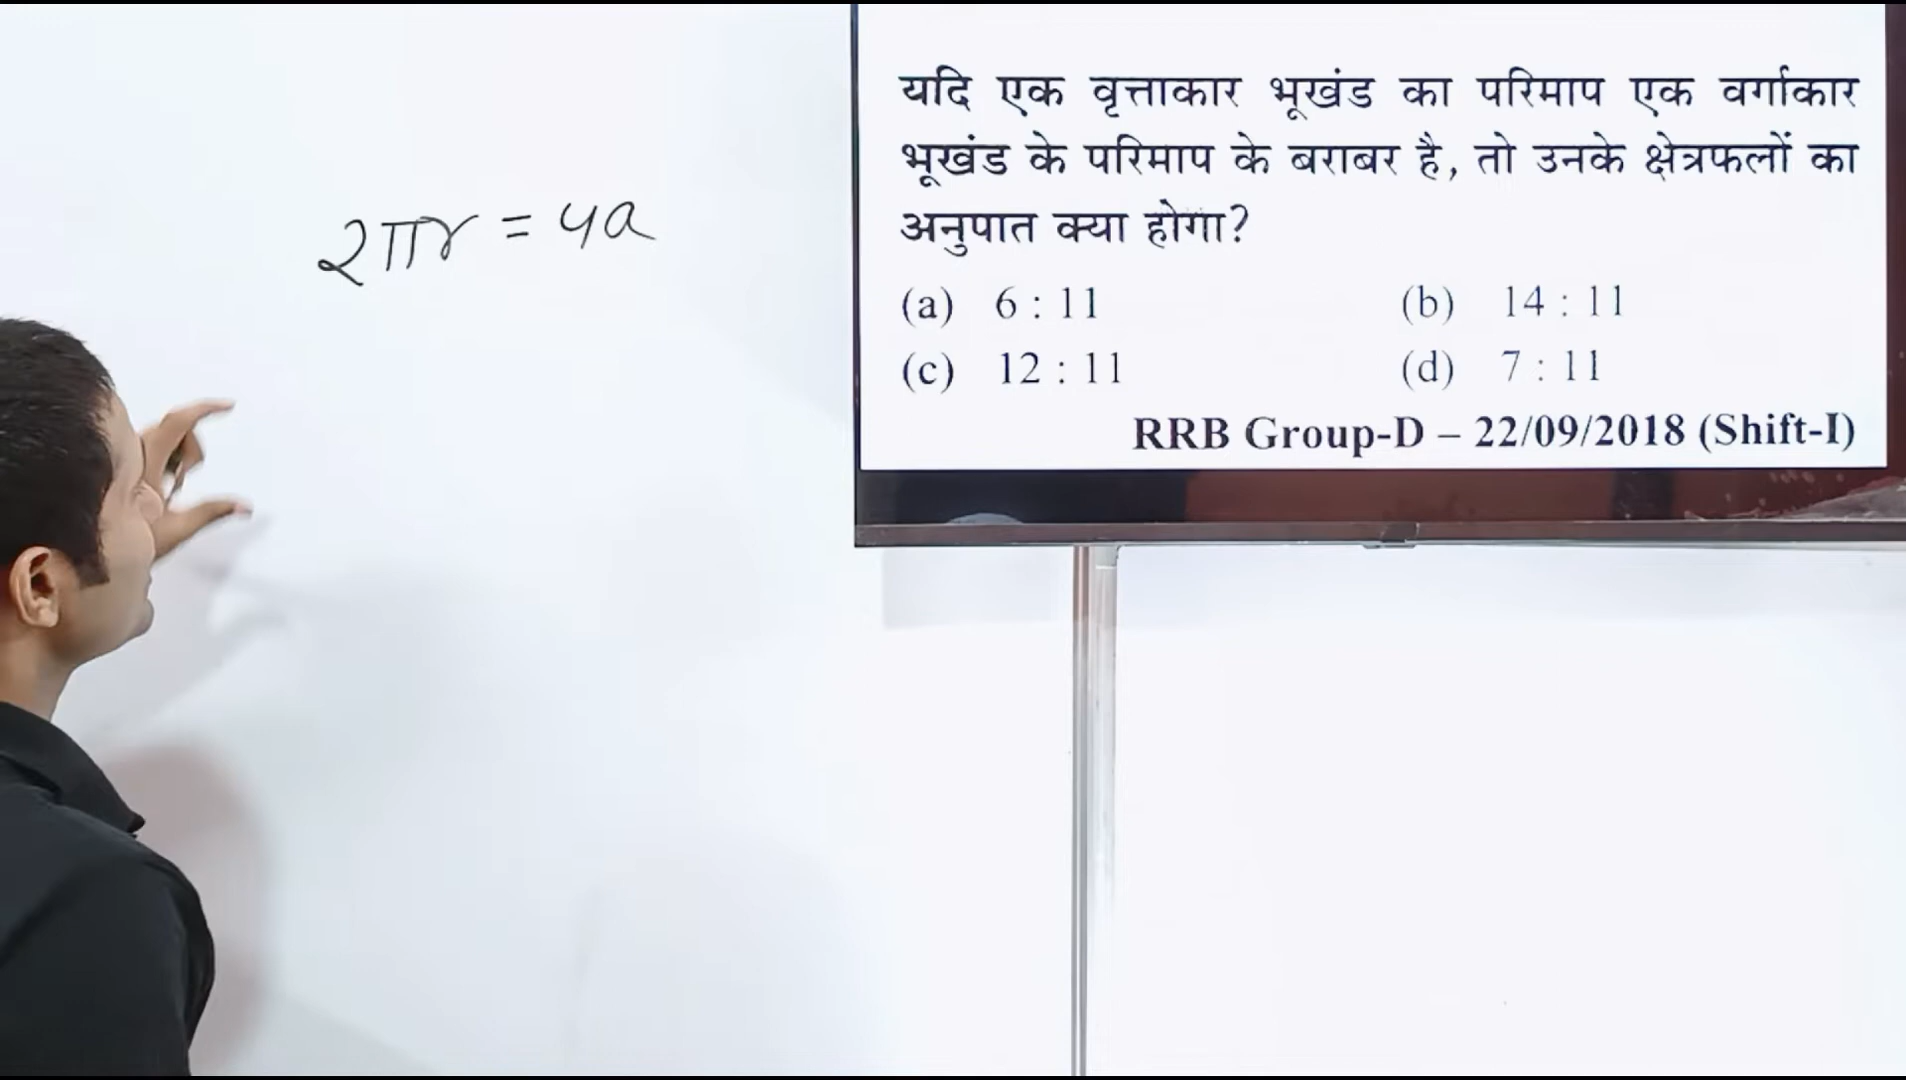 2πr = 4a
यदि एक वृत्ताकार भूखंड का परिमाप एक वर्गाकार
भूखंड के परिमाप के बराबर है, तो उनके क्षेत्रफलों का
अनुपात क्या होगा?
(a) 6 : 11 (b) 14 : 11
(c) 12 : 11 (d) 7 : 11
RRB Group-D – 22/09/2018 (Shift-I)